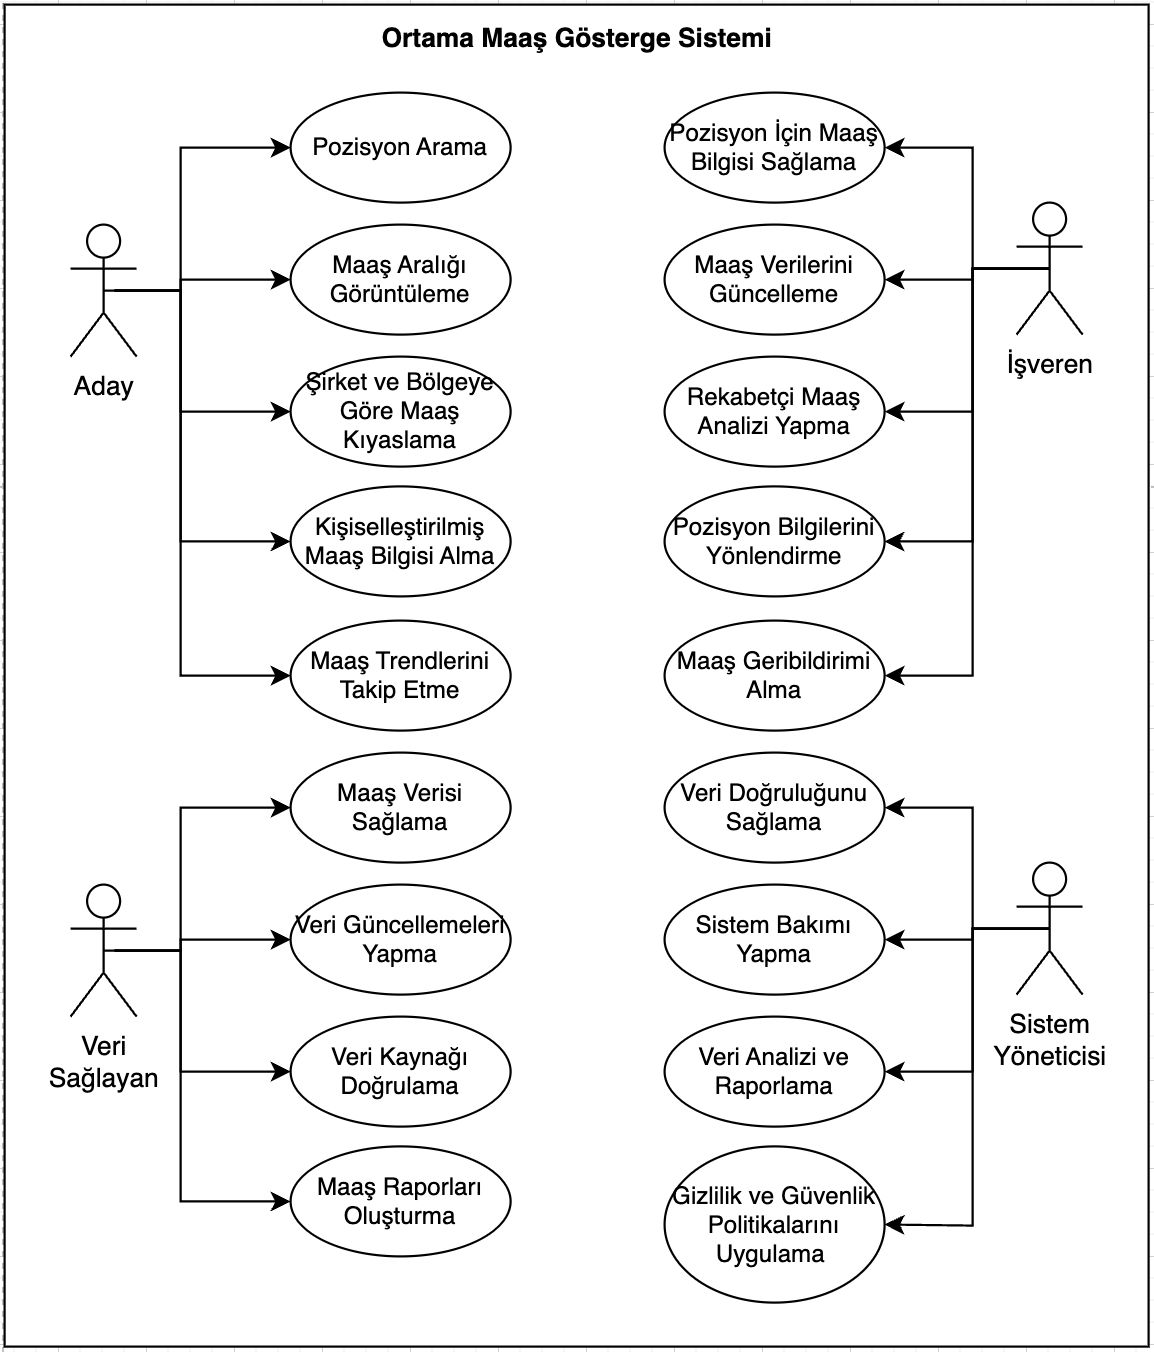 Ortama Maaş Gösterge Sistemi
Pozisyon Arama
Maaş Aralığı
Görüntüleme
Şirket ve Bölgeye
Göre Maaş
Kıyaslama
Kişiselleştirilmiş
Maaş Bilgisi Alma
Maaş Trendlerini
Takip Etme
Aday
Pozisyon İçin Maaş
Bilgisi Sağlama
Maaş Verilerini
Güncelleme
Rekabetçi Maaş
Analizi Yapma
Pozisyon Bilgilerini
Yönlendirme
Maaş Geribildirimi
Alma
İşveren
Maaş Verisi
Sağlama
Veri Güncellemeleri
Yapma
Veri Kaynağı
Doğrulama
Maaş Raporları
Oluşturma
Veri
Sağlayan
Veri Doğruluğunu
Sağlama
Sistem Bakımı
Yapma
Veri Analizi ve
Raporlama
Gizlilik ve Güvenlik
Politikalarını
Uygulama
Sistem
Yöneticisi